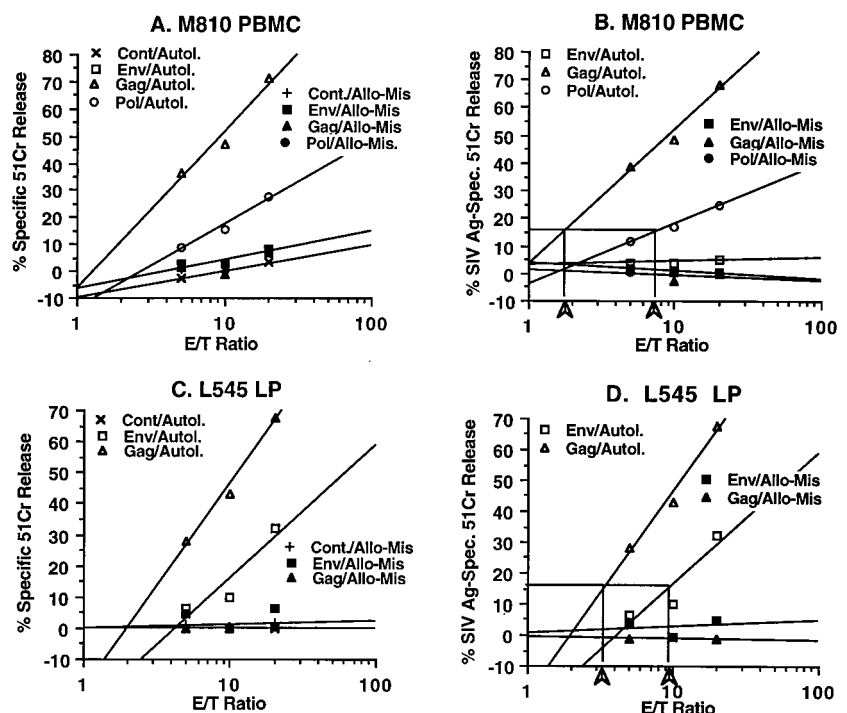 A. M810 PBMC
% Specific 51Cr Release
80
70
60
50
40
30
20
10
0
-10
Cont/Autol.
Env/Autol.
Gag/Autol.
Pol/Autol.
Cont./Allo-Mis
Env/Allo-Mis
Gag/Allo-Mis
Pol/Allo-Mis.
1
10
100
E/T Ratio
B. M810 PBMC
% SIV Ag-Spec. 51Cr Release
80
70
60
50
40
30
20
10
0
-10
Env/Autol.
Gag/Autol.
Pol/Autol.
Env/Allo-Mis
Gag/Allo-Mis
Pol/Allo-Mis
1
10
100
E/T Ratio
C. L545 LP
% Specific 51Cr Release
70
60
50
40
30
20
10
0
-10
Cont/Autol.
Env/Autol.
Gag/Autol.
Cont./Allo-Mis
Env/Allo-Mis
Gag/Allo-Mis
1
10
100
E/T Ratio
D. L545 LP
% SIV Ag-Spec. 51Cr Release
70
60
50
40
30
20
10
0
-10
Env/Autol.
Gag/Autol.
Env/Allo-Mis
Gag/Allo-Mis
1
10
100
E/T Ratio